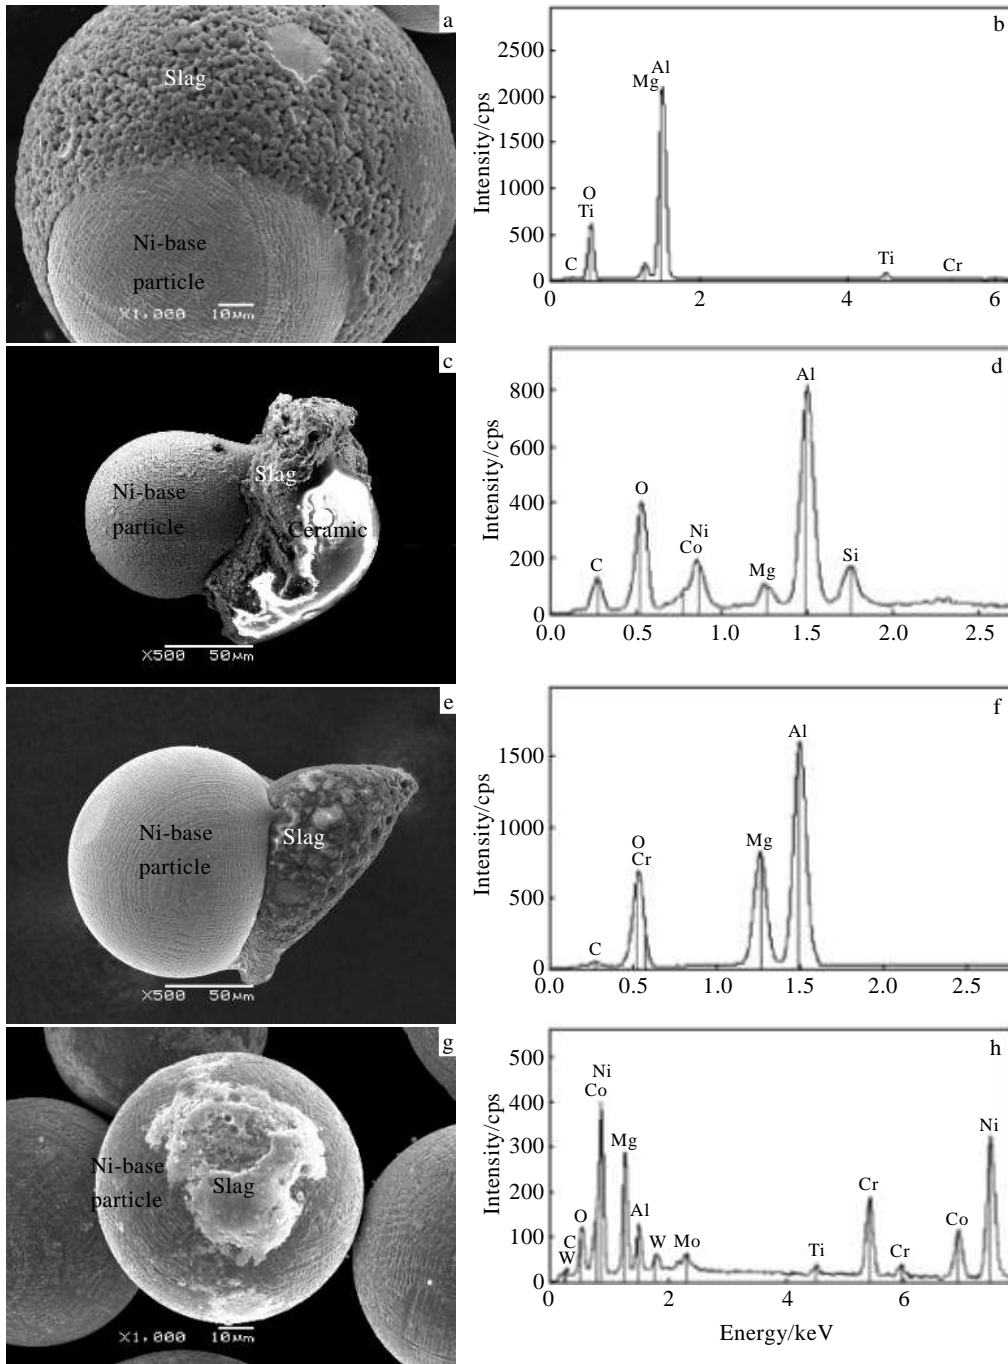 a
Slag
Ni-base
particle
X1,000 10μm
b
Intensity/cps
2500
2000
1500
1000
500
0
Al
Mg
O
Ti
C
Ti
Cr
0 2 4 6
c
Ni-base
particle
Slag
Ceramic
X500 50μm
d
Intensity/cps
800
600
400
200
0
Al
O
Ni
Co
C
Mg
Si
0.0 0.5 1.0 1.5 2.0 2.5
e
Ni-base
particle
Slag
X500 50μm
f
Intensity/cps
1500
1000
500
0
Al
Mg
O
Cr
C
0.0 0.5 1.0 1.5 2.0 2.5
g
Ni-base
particle
Slag
X1,000 10μm
h
Intensity/cps
500
400
300
200
100
0
Ni
Co
Mg
O
Al
C
W
W
Mo
Ti
Cr
Cr
Co
Ni
0 2 4 6
Energy/keV